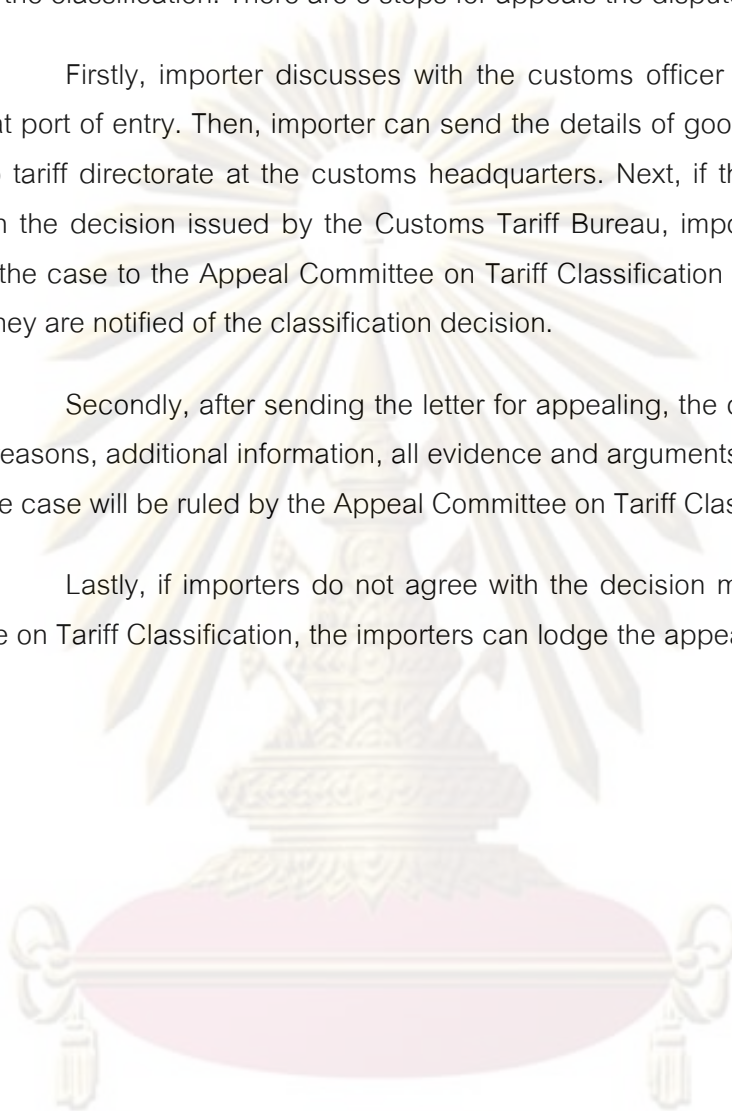 the classification. There are 3 steps for appeals the disput
Firstly, importer discusses with the customs officer
at port of entry. Then, importer can send the details of goo
tariff directorate at the customs headquarters. Next, if th
the decision issued by the Customs Tariff Bureau, impo
the case to the Appeal Committee on Tariff Classification
hey are notified of the classification decision.
Secondly, after sending the letter for appealing, the
easons, additional information, all evidence and arguments
e case will be ruled by the Appeal Committee on Tariff Clas
Lastly, if importers do not agree with the decision m
e on Tariff Classification, the importers can lodge the appea